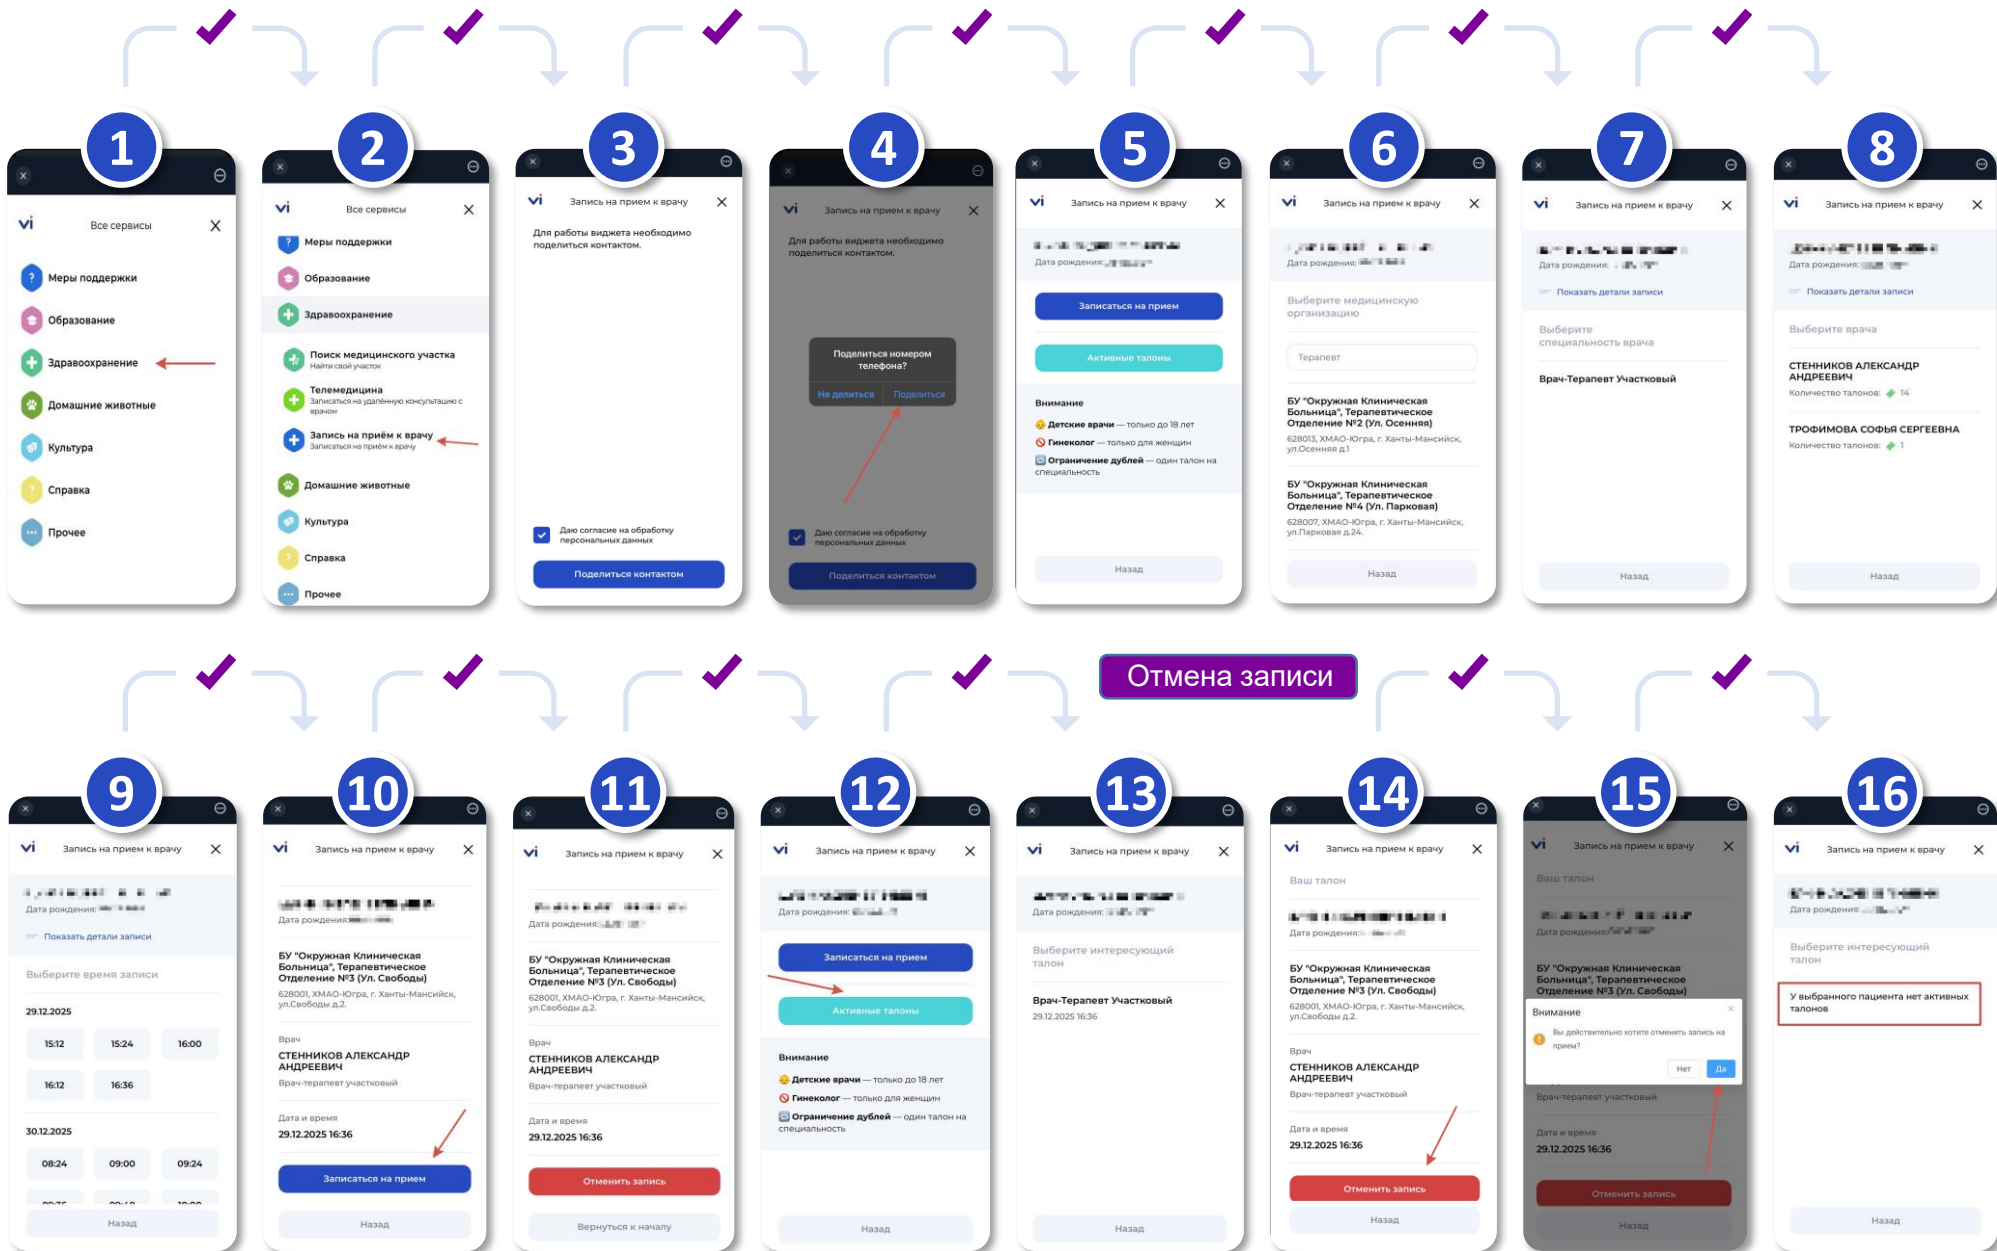 1
vi
Все сервисы
Меры поддержки
Образование
Здравоохранение
Домашние животные
Культура
Справка
Прочее
2
vi
Все сервисы
Меры поддержки
Образование
Здравоохранение
Поиск медицинского участка
Найти свой участок
Телемедицина
Записаться на удалённую консультацию с
врачом
Запись на приём к врачу
Записаться на приём к врачу
Домашние животные
Культура
Справка
Прочее
3
vi
Запись на прием к врачу
Для работы виджета необходимо
поделиться контактом.
Даю согласие на обработку
персональных данных
Поделиться контактом
4
vi
Запись на прием к врачу
Для работы виджета необходимо
поделиться контактом.
Поделиться номером
телефона?
Не делиться
Поделиться
Даю согласие на обработку
персональных данных
Поделиться контактом
5
vi
Запись на прием к врачу
Дата рождения:
Записаться на прием
Активные талоны
Внимание
Детские врачи — только до 18 лет
Гинеколог — только для женщин
Ограничение дублей — один талон на
специальность
Назад
6
vi
Запись на прием к врачу
Дата рождения:
Выберите медицинскую
организацию
Терапевт
БУ "Окружная Клиническая
Больница", Терапевтическое
Отделение №2 (Ул. Осенняя)
628013, ХМАО-Югра, г. Ханты-Мансийск,
ул.Осенняя д.1
БУ "Окружная Клиническая
Больница", Терапевтическое
Отделение №4 (Ул. Парковая)
628007, ХМАО-Югра, г. Ханты-Мансийск,
ул.Парковая д.24.
Назад
7
vi
Запись на прием к врачу
Дата рождения:
Показать детали записи
Выберите
специальность врача
Врач-Терапевт Участковый
Назад
8
vi
Запись на прием к врачу
Дата рождения:
Показать детали записи
Выберите врача
СТЕННИКОВ АЛЕКСАНДР
АНДРЕЕВИЧ
Количество талонов: 14
ТРОФИМОВА СОФЬЯ СЕРГЕЕВНА
Количество талонов: 1
Назад
Отмена записи
9
vi
Запись на прием к врачу
Дата рождения:
Показать детали записи
Выберите время записи
29.12.2025
15:12 15:24 16:00
16:12 16:36
30.12.2025
08:24 09:00 09:24
Назад
10
vi
Запись на прием к врачу
Дата рождения:
БУ "Окружная Клиническая
Больница", Терапевтическое
Отделение №3 (Ул. Свободы)
628001, ХМАО-Югра, г. Ханты-Мансийск,
ул.Свободы д.2.
Врач
СТЕННИКОВ АЛЕКСАНДР
АНДРЕЕВИЧ
Врач-терапевт участковый
Дата и время
29.12.2025 16:36
Записаться на прием
Назад
11
vi
Запись на прием к врачу
Дата рождения:
БУ "Окружная Клиническая
Больница", Терапевтическое
Отделение №3 (Ул. Свободы)
628001, ХМАО-Югра, г. Ханты-Мансийск,
ул.Свободы д.2.
Врач
СТЕННИКОВ АЛЕКСАНДР
АНДРЕЕВИЧ
Врач-терапевт участковый
Дата и время
29.12.2025 16:36
Отменить запись
Вернуться к началу
12
vi
Запись на прием к врачу
Дата рождения:
Записаться на прием
Активные талоны
Внимание
Детские врачи — только до 18 лет
Гинеколог — только для женщин
Ограничение дублей — один талон на
специальность
Назад
13
vi
Запись на прием к врачу
Дата рождения:
Выберите интересующий
талон
Врач-Терапевт Участковый
29.12.2025 16:36
Назад
14
vi
Запись на прием к врачу
Ваш талон
Дата рождения:
БУ "Окружная Клиническая
Больница", Терапевтическое
Отделение №3 (Ул. Свободы)
628001, ХМАО-Югра, г. Ханты-Мансийск,
ул.Свободы д.2.
Врач
СТЕННИКОВ АЛЕКСАНДР
АНДРЕЕВИЧ
Врач-терапевт участковый
Дата и время
29.12.2025 16:36
Отменить запись
Назад
15
vi
Запись на прием к врачу
Ваш талон
Дата рождения:
БУ "Окружная Клиническая
Больница", Терапевтическое
Отделение №3 (Ул. Свободы)
Внимание
Вы действительно хотите отменить запись на
прием?
Нет
Да
Врач-терапевт участковый
Дата и время
29.12.2025 16:36
Отменить запись
Назад
16
vi
Запись на прием к врачу
Дата рождения:
Выберите интересующий
талон
У выбранного пациента нет активных
талонов
Назад